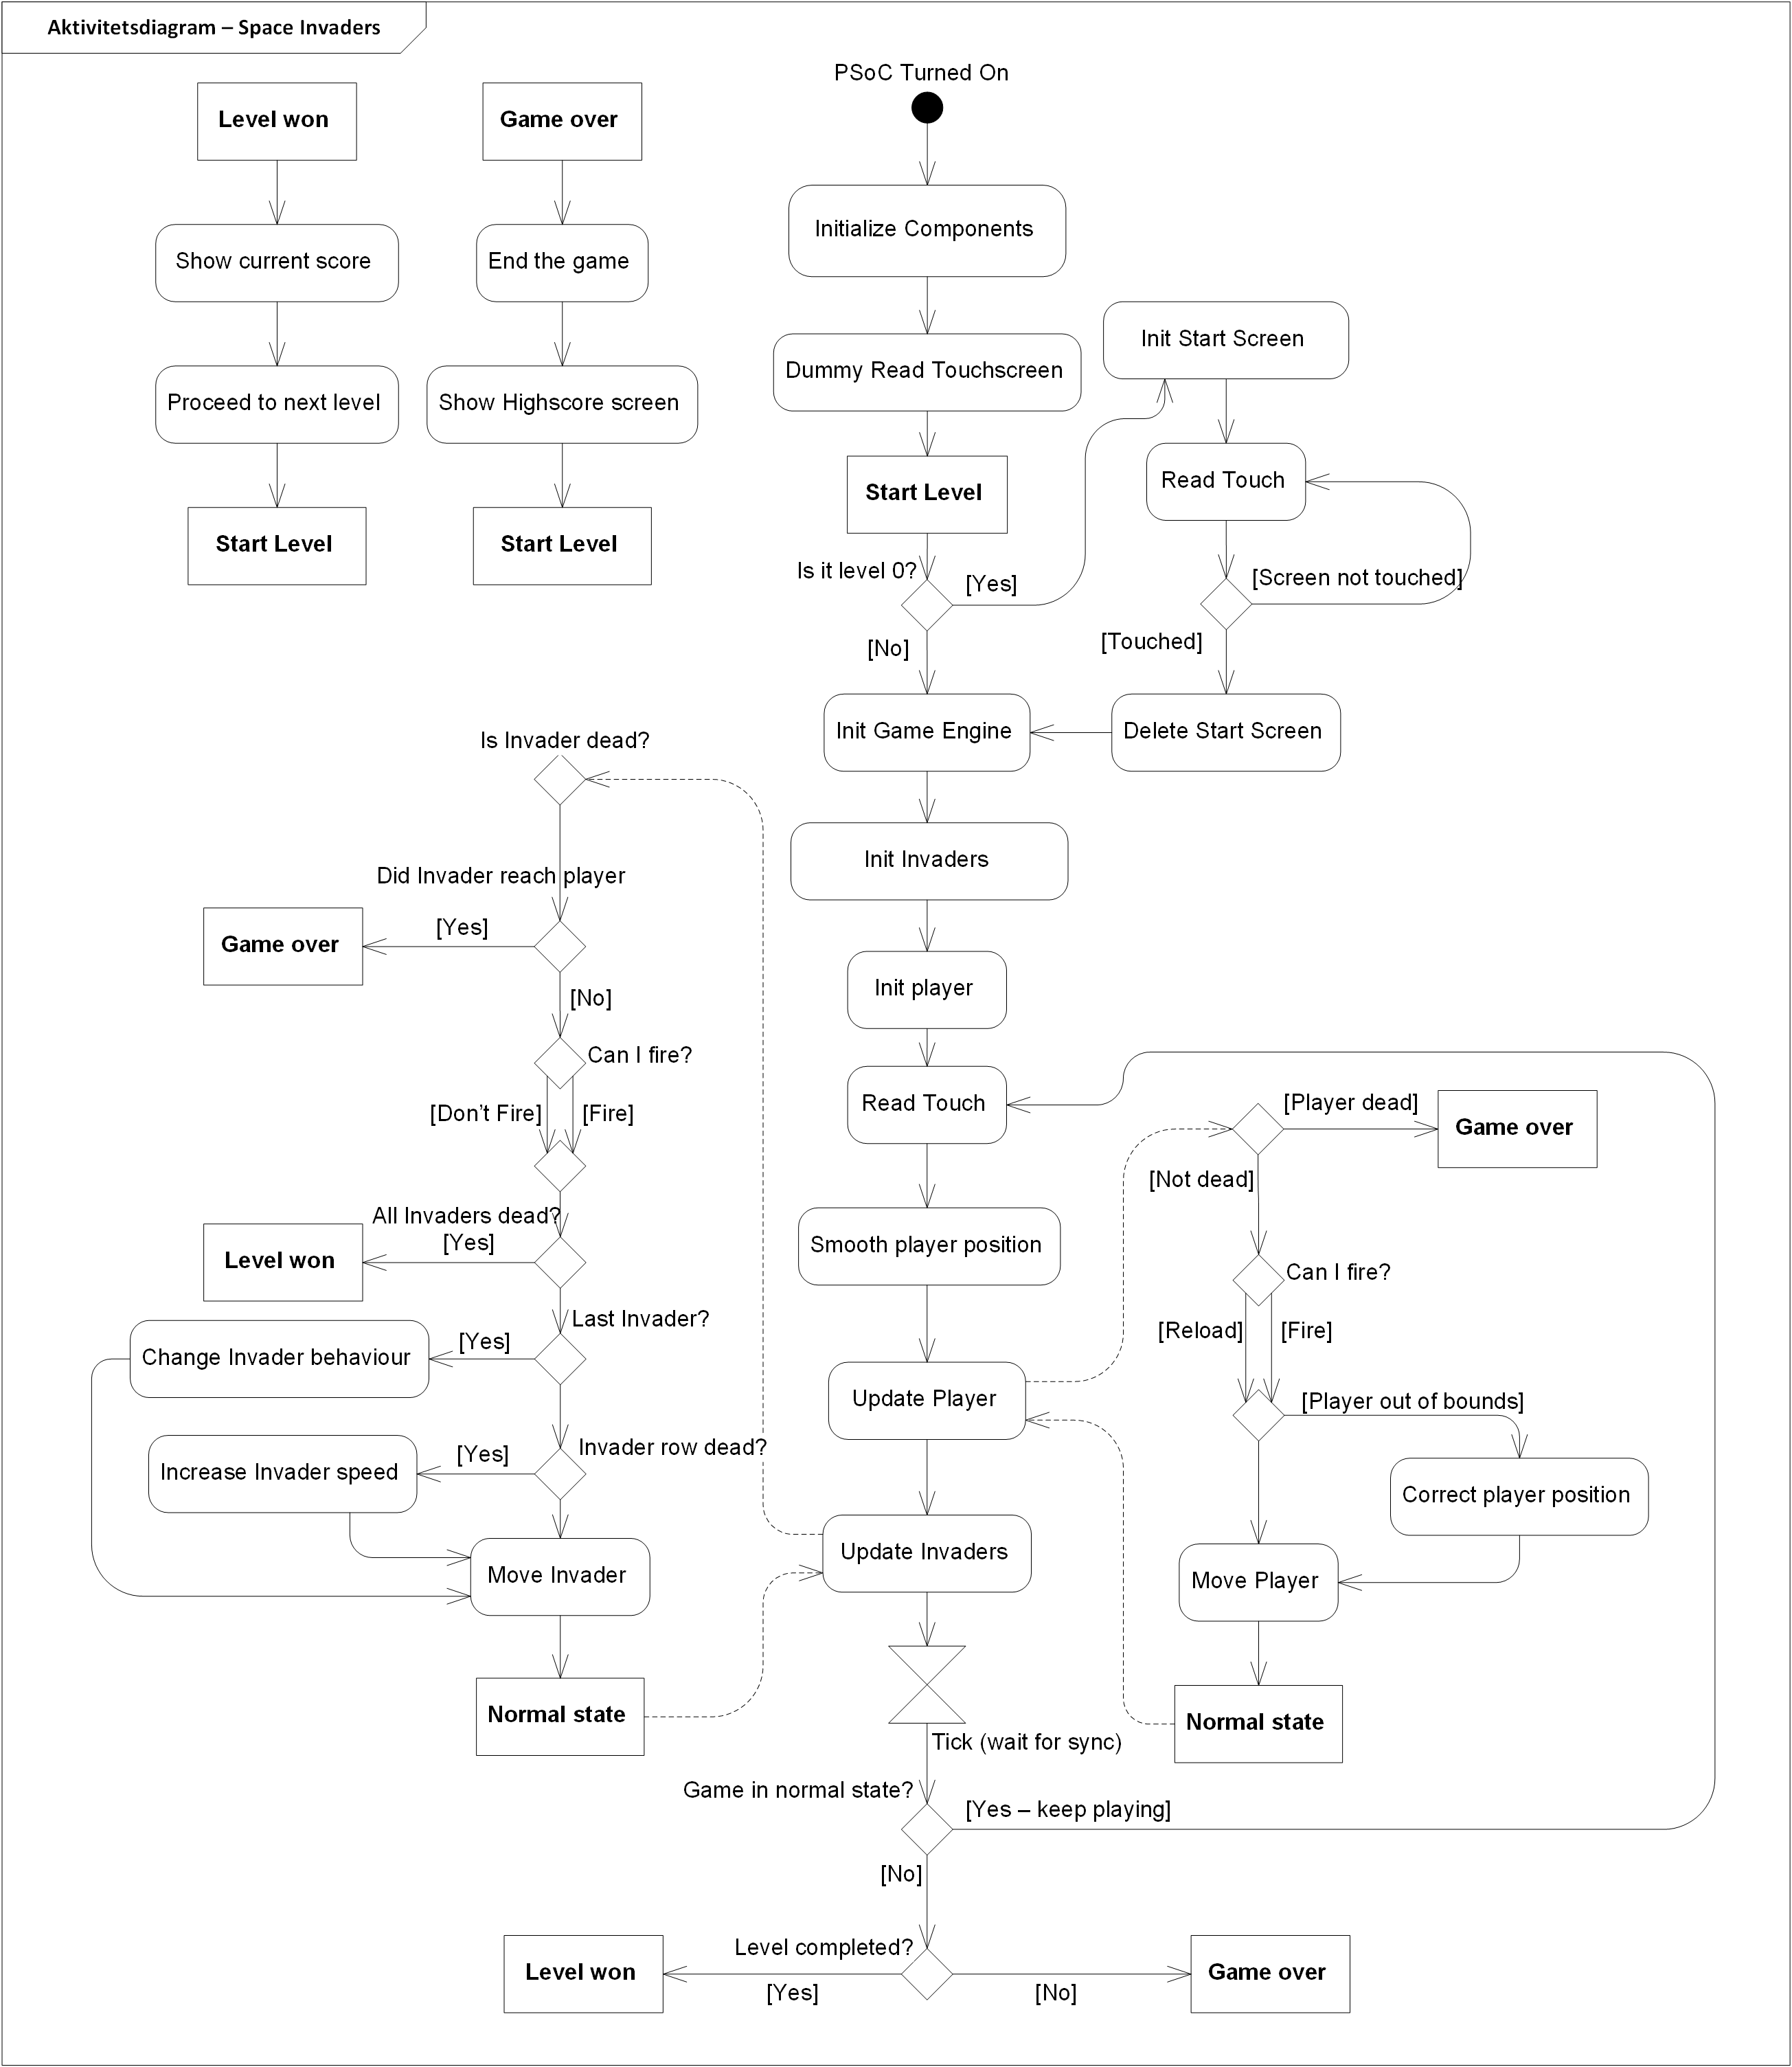 Aktivitetsdiagram – Space Invaders
PSoC Turned On
Level won
Game over
Initialize Components
Show current score
End the game
Init Start Screen
Dummy Read Touchscreen
Proceed to next level
Show Highscore screen
Read Touch
Start Level
Start Level
Start Level
Is it level 0?
[Yes]
[Screen not touched]
[No]
[Touched]
Init Game Engine
Delete Start Screen
Is Invader dead?
Init Invaders
Did Invader reach player
[Yes]
Game over
Init player
[No]
Can I fire?
Read Touch
[Player dead]
Game over
[Don't Fire]
[Fire]
[Not dead]
All Invaders dead?
[Yes]
Level won
Smooth player position
Can I fire?
Last Invader?
[Reload]
[Fire]
[Yes]
Change Invader behaviour
Update Player
[Player out of bounds]
Invader row dead?
[Yes]
Increase Invader speed
Correct player position
Update Invaders
Move Invader
Move Player
Normal state
Normal state
Tick (wait for sync)
Game in normal state?
[Yes – keep playing]
[No]
Level completed?
Level won
Game over
[Yes]
[No]